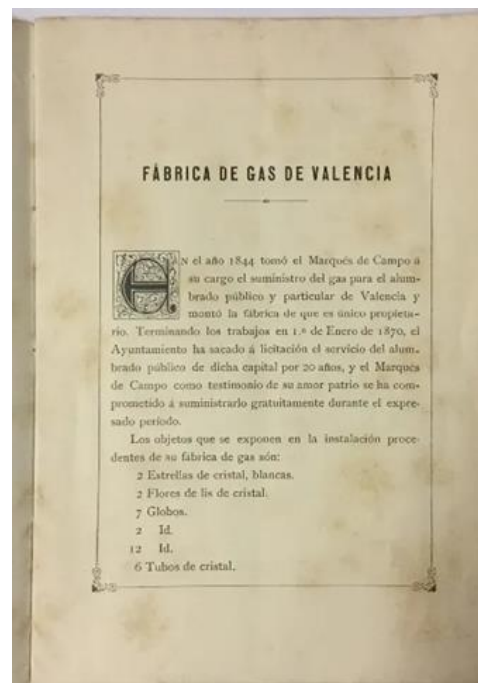 FÁBRICA DE GAS DE VALENCIA
EN el año 1844 tomó el Marqués de Campo á
su cargo el suministro del gas para el alum-
brado público y particular de Valencia y
montó la fábrica de que es único propieta-
rio. Terminando los trabajos en 1.º de Enero de 1870, el
Ayuntamiento ha sacado á licitación el servicio del alum-
brado público de dicha capital por 20 años, y el Marqués
de Campo como testimonio de su amor patrio se ha com-
prometido á suministrarlo gratuitamente durante el expre-
sado período.
Los objetos que se exponen en la instalación proce-
dentes de su fábrica de gas són:
2 Estrellas de cristal, blancas.
2 Flores de lis de cristal.
7 Globos.
2 Id.
12 Id.
6 Tubos de cristal.